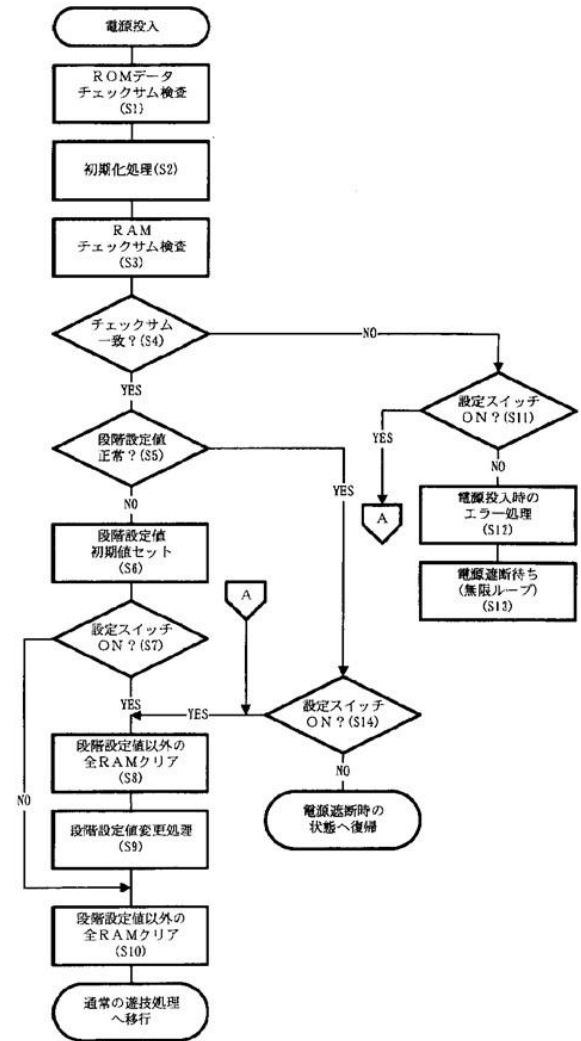 電源投入
ROMデータ
チェックサム検査
(S1)
初期化処理(S2)
RAM
チェックサム検査
(S3)
チェックサム
一致?(S4)
NO
YES
設定スイッチ
ON?(S11)
YES
NO
A
電源投入時の
エラー処理
(S12)
電源遮断待ち
(無限ループ)
(S13)
段階設定値
正常?(S5)
YES
NO
段階設定値
初期値セット
(S6)
A
設定スイッチ
ON?(S7)
YES
NO
設定スイッチ
ON?(S14)
YES
NO
電源遮断時の
状態へ復帰
段階設定値以外の
全RAMクリア
(S8)
段階設定値変更処理
(S9)
段階設定値以外の
全RAMクリア
(S10)
通常の遊技処理
へ移行